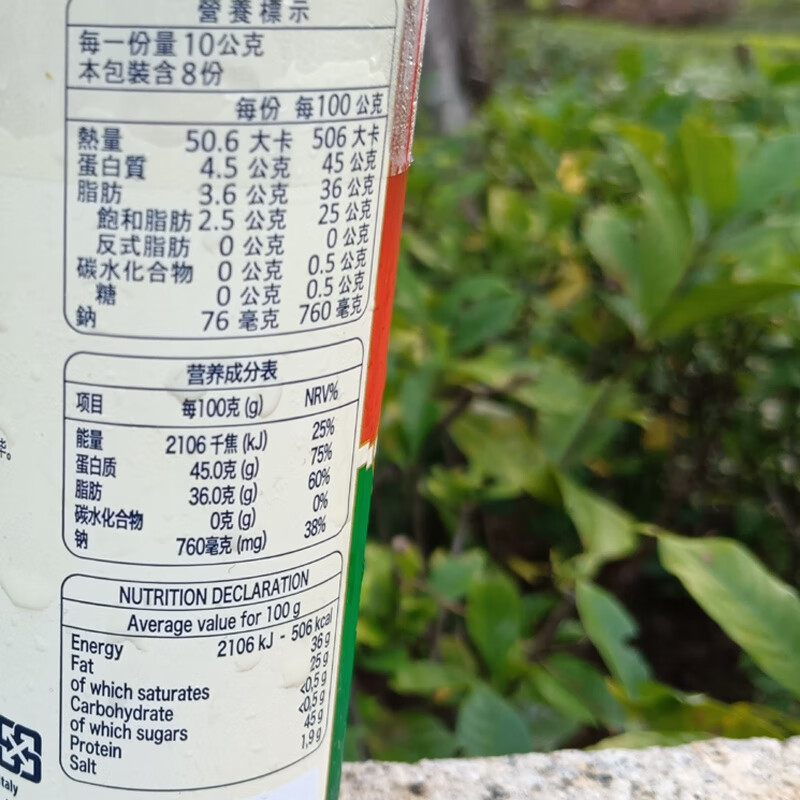 營養標示
每一份量10公克
本包裝含8份
每份 每100公克
熱量 50.6 大卡 506 大卡
蛋白質 4.5 公克 45 公克
脂肪 3.6 公克 36 公克
飽和脂肪 2.5 公克 25 公克
反式脂肪 0 公克 0 公克
碳水化合物 0 公克 0.5 公克
糖 0 公克 0.5 公克
鈉 76 毫克 760 毫克
营养成分表
项目 每100克 (g) NRV%
能量 2106 千焦 (kJ) 25%
蛋白质 45.0克 (g) 75%
脂肪 36.0克 (g) 60%
碳水化合物 0克 (g) 0%
钠 760毫克 (mg) 38%
NUTRITION DECLARATION
Average value for 100 g
Energy 2106 kJ - 506 kcal
Fat 36 g
of which saturates 25 g
Carbohydrate <0,5 g
of which sugars <0,5 g
Protein 45 g
Salt 1,9 g
taly